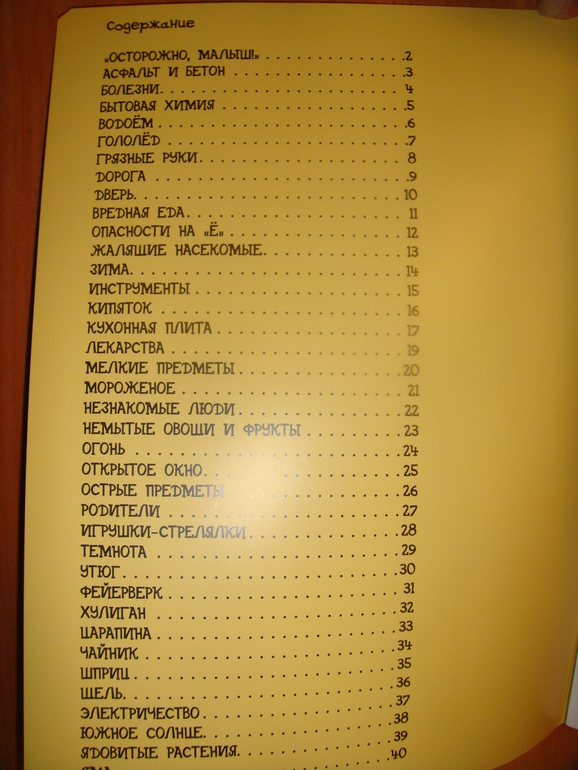 Содержание
«ОСТОРОЖНО, МАЛЫШ!» . . . . . . . . . . . . . . . . .2
АСФАЛЬТ И БЕТОН . . . . . . . . . . . . . . . . . . . .3
БОЛЕЗНИ. . . . . . . . . . . . . . . . . . . . . . . . . 4
БЫТОВАЯ ХИМИЯ . . . . . . . . . . . . . . . . . . . .5
ВОДОЁМ . . . . . . . . . . . . . . . . . . . . . . . . .6
ГОЛОЛЁД . . . . . . . . . . . . . . . . . . . . . . . .7
ГРЯЗНЫЕ РУКИ. . . . . . . . . . . . . . . . . . . . . 8
ДОРОГА . . . . . . . . . . . . . . . . . . . . . . . . .9
ДВЕРЬ. . . . . . . . . . . . . . . . . . . . . . . . . . 10
ВРЕДНАЯ ЕДА. . . . . . . . . . . . . . . . . . . . . . 11
ОПАСНОСТИ НА «Ё» . . . . . . . . . . . . . . . . . . 12
ЖАЛЯЩИЕ НАСЕКОМЫЕ. . . . . . . . . . . . . . . 13
ЗИМА. . . . . . . . . . . . . . . . . . . . . . . . . . . 14
ИНСТРУМЕНТЫ . . . . . . . . . . . . . . . . . . . . . 15
КИПЯТОК . . . . . . . . . . . . . . . . . . . . . . . . 16
КУХОННАЯ ПЛИТА . . . . . . . . . . . . . . . . . . . 17
ЛЕКАРСТВА . . . . . . . . . . . . . . . . . . . . . . . 19
МЕЛКИЕ ПРЕДМЕТЫ . . . . . . . . . . . . . . . . . .20
МОРОЖЕНОЕ . . . . . . . . . . . . . . . . . . . . . . 21
НЕЗНАКОМЫЕ ЛЮДИ. . . . . . . . . . . . . . . . . . 22
НЕМЫТЫЕ ОВОЩИ И ФРУКТЫ . . . . . . . . . . . 23
ОГОНЬ . . . . . . . . . . . . . . . . . . . . . . . . . . 24
ОТКРЫТОЕ ОКНО. . . . . . . . . . . . . . . . . . . . 25
ОСТРЫЕ ПРЕДМЕТЫ . . . . . . . . . . . . . . . . . . 26
РОДИТЕЛИ . . . . . . . . . . . . . . . . . . . . . . . 27
ИГРУШКИ-СТРЕЛЯЛКИ. . . . . . . . . . . . . . . . . 28
ТЕМНОТА . . . . . . . . . . . . . . . . . . . . . . . . 29
УТЮГ. . . . . . . . . . . . . . . . . . . . . . . . . . . 30
ФЕЙЕРВЕРК . . . . . . . . . . . . . . . . . . . . . . . 31
ХУЛИГАН . . . . . . . . . . . . . . . . . . . . . . . . 32
ЦАРАПИНА . . . . . . . . . . . . . . . . . . . . . . . .33
ЧАЙНИК . . . . . . . . . . . . . . . . . . . . . . . . .34
ШПРИЦ . . . . . . . . . . . . . . . . . . . . . . . . . 35
ЩЕЛЬ. . . . . . . . . . . . . . . . . . . . . . . . . . 36
ЭЛЕКТРИЧЕСТВО. . . . . . . . . . . . . . . . . . . . 37
ЮЖНОЕ СОЛНЦЕ. . . . . . . . . . . . . . . . . . . . 38
ЯДОВИТЫЕ РАСТЕНИЯ. . . . . . . . . . . . . . . . . 39
ЯМА . . . . . . . . . . . . . . . . . . . . . . . . . . .40